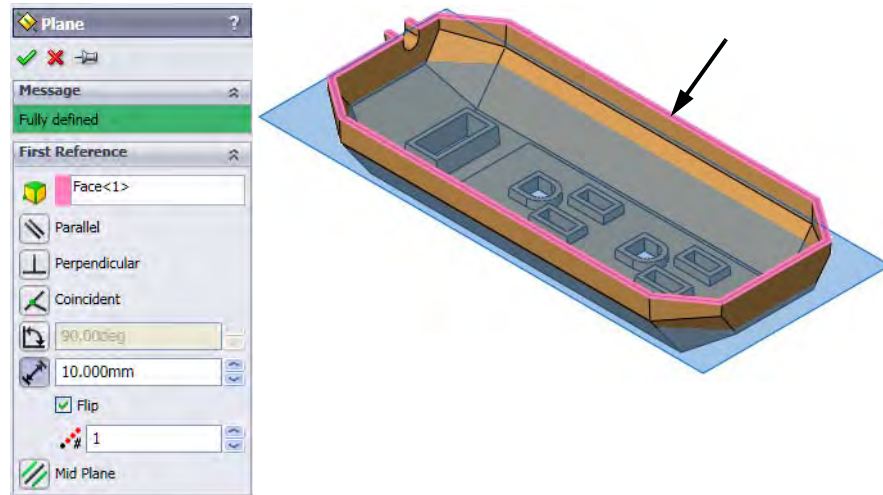 Plane ?
Message
Fully defined
First Reference
Face<1>
Parallel
Perpendicular
Coincident
90.00deg
10.000mm
Flip
# 1
Mid Plane